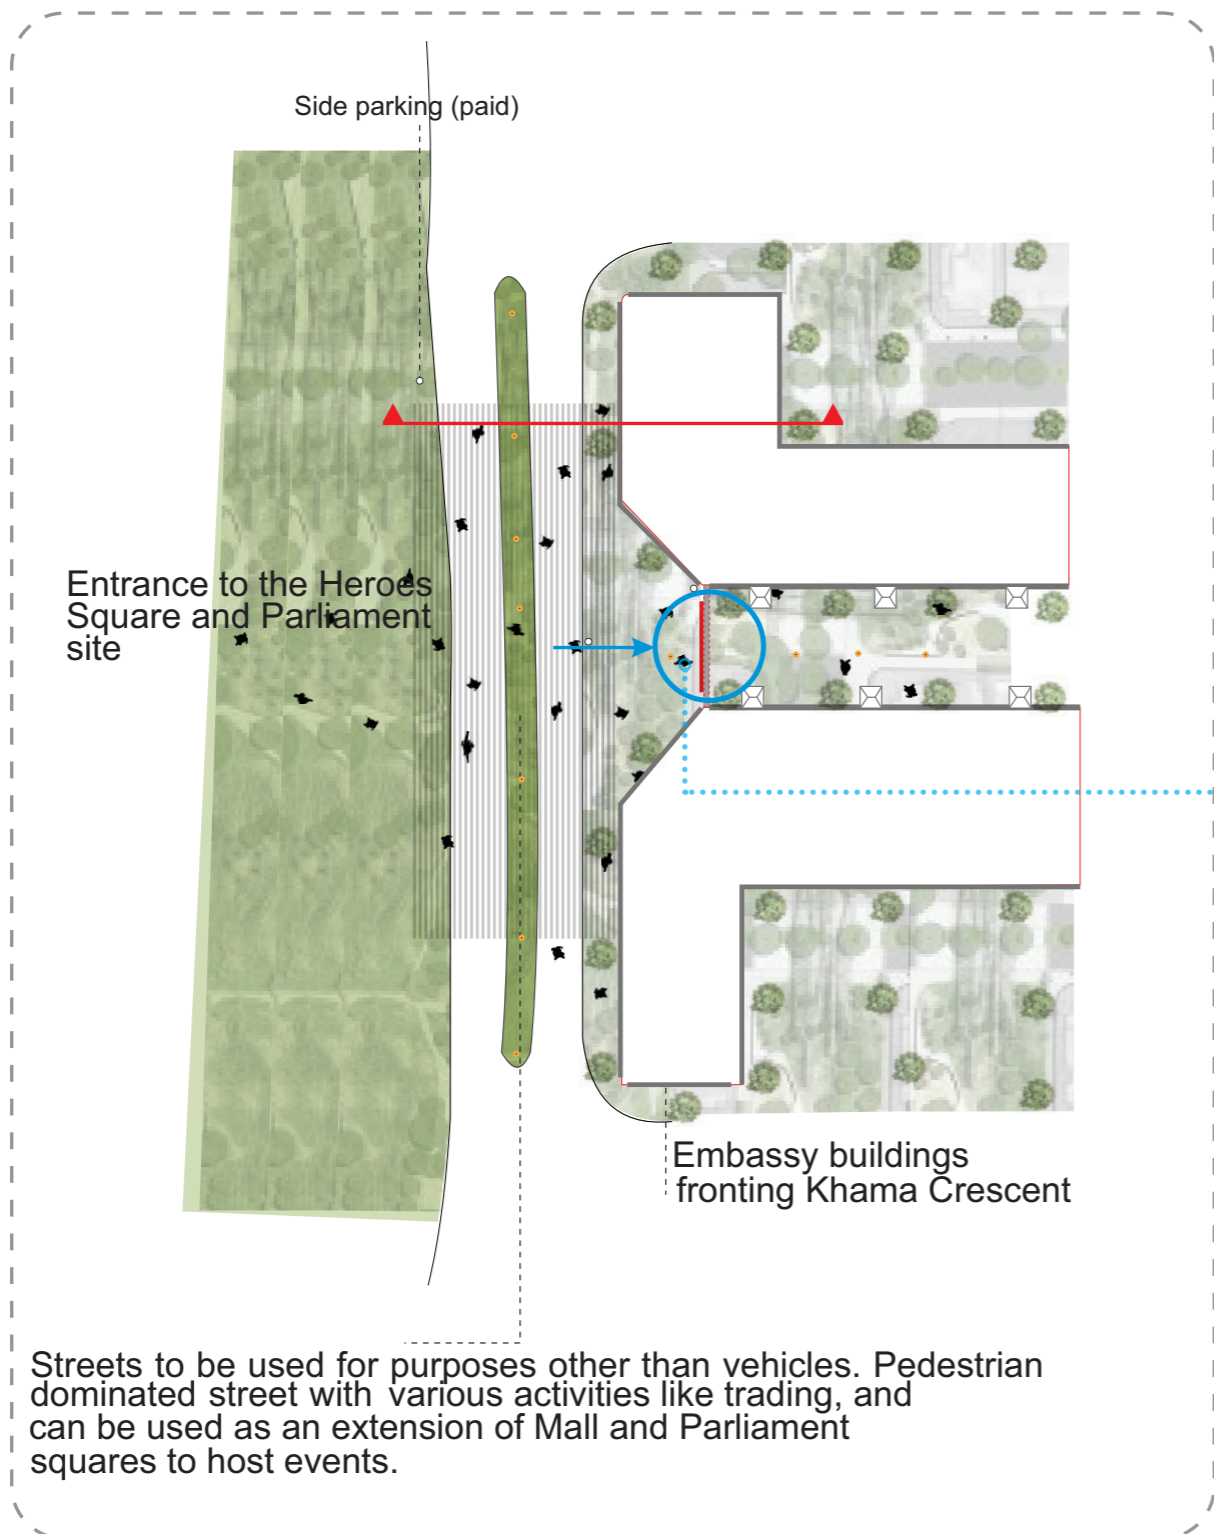 Side parking (paid)
Entrance to the Heroes
Square and Parliament
site
Embassy buildings
fronting Khama Crescent
Streets to be used for purposes other than vehicles. Pedestrian
dominated street with various activities like trading, and
can be used as an extension of Mall and Parliament
squares to host events.